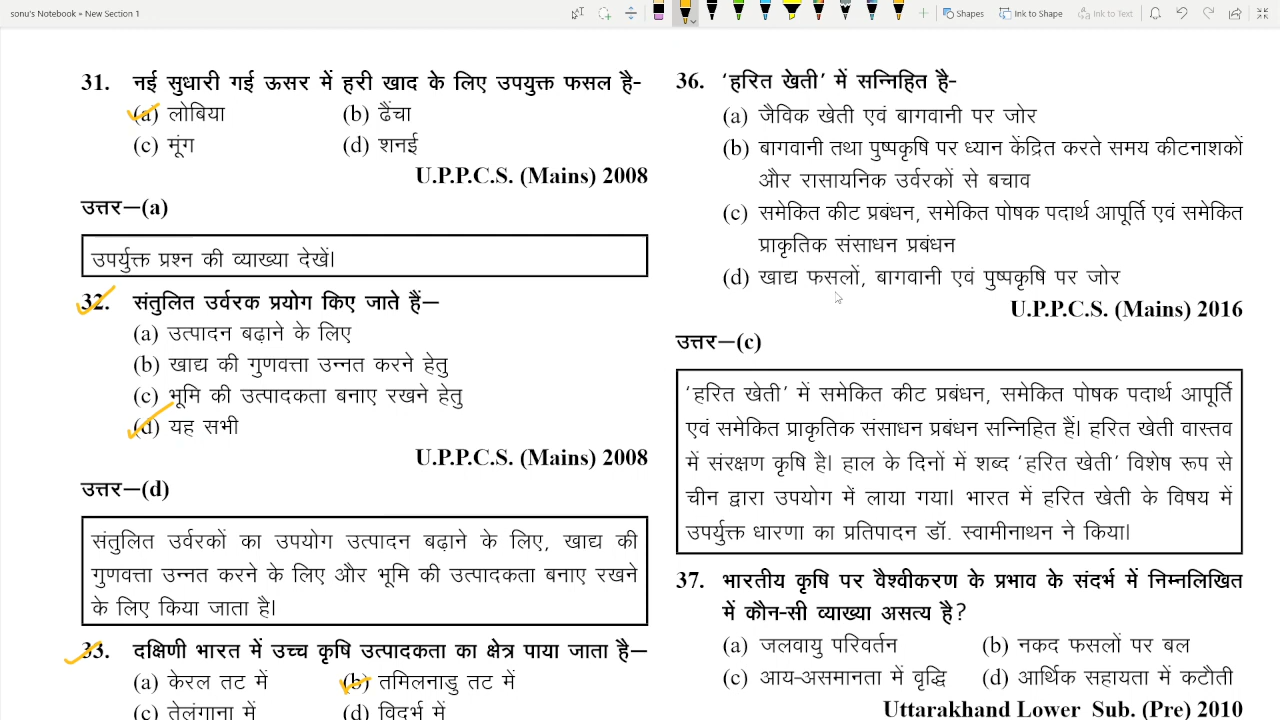 sonu's Notebook » New Section 1
Shapes
Ink to Shape
Ink to Text
31. नई सुधारी गई ऊसर में हरी खाद के लिए उपयुक्त फसल है-
(a) लोबिया (b) ढैंचा
(c) मूंग (d) शनई
U.P.P.C.S. (Mains) 2008
उत्तर—(a)
उपर्युक्त प्रश्न की व्याख्या देखें।
32. संतुलित उर्वरक प्रयोग किए जाते हैं—
(a) उत्पादन बढ़ाने के लिए
(b) खाद्य की गुणवत्ता उन्नत करने हेतु
(c) भूमि की उत्पादकता बनाए रखने हेतु
(d) यह सभी
U.P.P.C.S. (Mains) 2008
उत्तर—(d)
संतुलित उर्वरकों का उपयोग उत्पादन बढ़ाने के लिए, खाद्य की
गुणवत्ता उन्नत करने के लिए और भूमि की उत्पादकता बनाए रखने
के लिए किया जाता है।
33. दक्षिणी भारत में उच्च कृषि उत्पादकता का क्षेत्र पाया जाता है—
(a) केरल तट में (b) तमिलनाडु तट में
(c) तेलंगाना में (d) विदर्भ में
36. ‘हरित खेती’ में सन्निहित है-
(a) जैविक खेती एवं बागवानी पर जोर
(b) बागवानी तथा पुष्पकृषि पर ध्यान केंद्रित करते समय कीटनाशकों
और रासायनिक उर्वरकों से बचाव
(c) समेकित कीट प्रबंधन, समेकित पोषक पदार्थ आपूर्ति एवं समेकित
प्राकृतिक संसाधन प्रबंधन
(d) खाद्य फसलों, बागवानी एवं पुष्पकृषि पर जोर
U.P.P.C.S. (Mains) 2016
उत्तर—(c)
‘हरित खेती’ में समेकित कीट प्रबंधन, समेकित पोषक पदार्थ आपूर्ति
एवं समेकित प्राकृतिक संसाधन प्रबंधन सन्निहित हैं। हरित खेती वास्तव
में संरक्षण कृषि है। हाल के दिनों में शब्द ‘हरित खेती’ विशेष रूप से
चीन द्वारा उपयोग में लाया गया। भारत में हरित खेती के विषय में
उपर्युक्त धारणा का प्रतिपादन डॉ. स्वामीनाथन ने किया।
37. भारतीय कृषि पर वैश्वीकरण के प्रभाव के संदर्भ में निम्नलिखित
में कौन-सी व्याख्या असत्य है?
(a) जलवायु परिवर्तन (b) नकद फसलों पर बल
(c) आय-असमानता में वृद्धि (d) आर्थिक सहायता में कटौती
Uttarakhand Lower Sub. (Pre) 2010